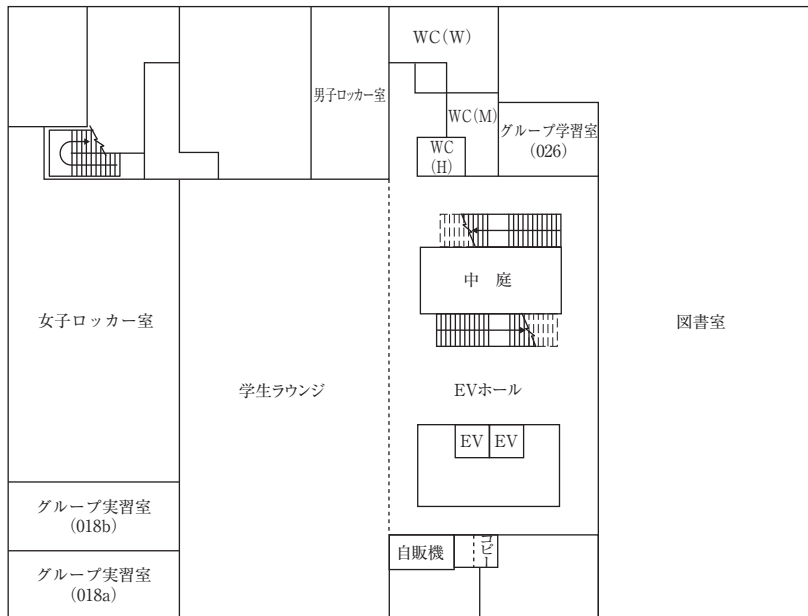 WC(W)
男子ロッカー室
WC(M)
グループ学習室
(026)
WC
(H)
中 庭
女子ロッカー室
図書室
学生ラウンジ
EVホール
EV
EV
グループ実習室
(018b)
自販機
コピー
グループ実習室
(018a)